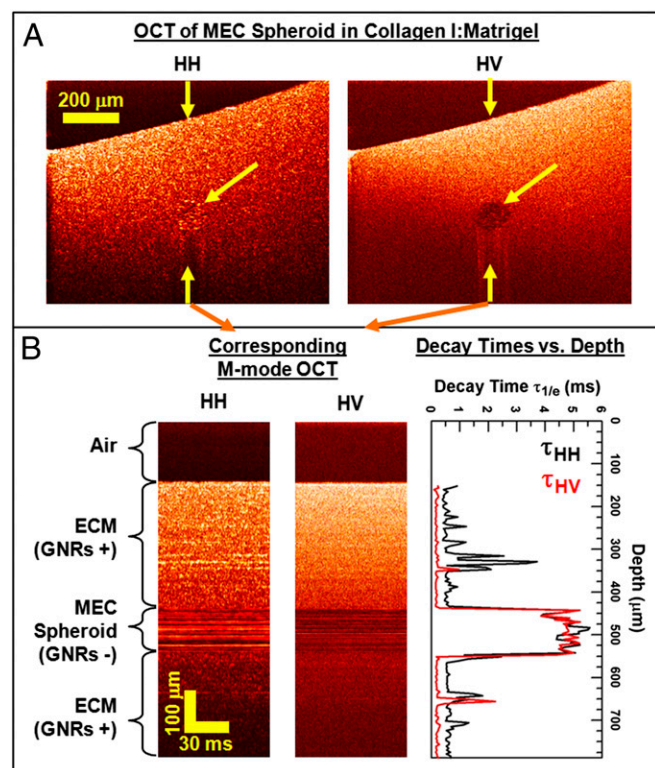 A
OCT of MEC Spheroid in Collagen I:Matrigel
HH
HV
200 μm
B
Corresponding
M-mode OCT
HH
HV
Air
ECM
(GNRs +)
MEC
Spheroid
(GNRs -)
ECM
(GNRs +)
100 μm
30 ms
Decay Times vs. Depth
Decay Time τ1/e (ms)
0 1 2 3 4 5 6
τHH
τHV
0
100
200
300
400
500
600
700
Depth (μm)